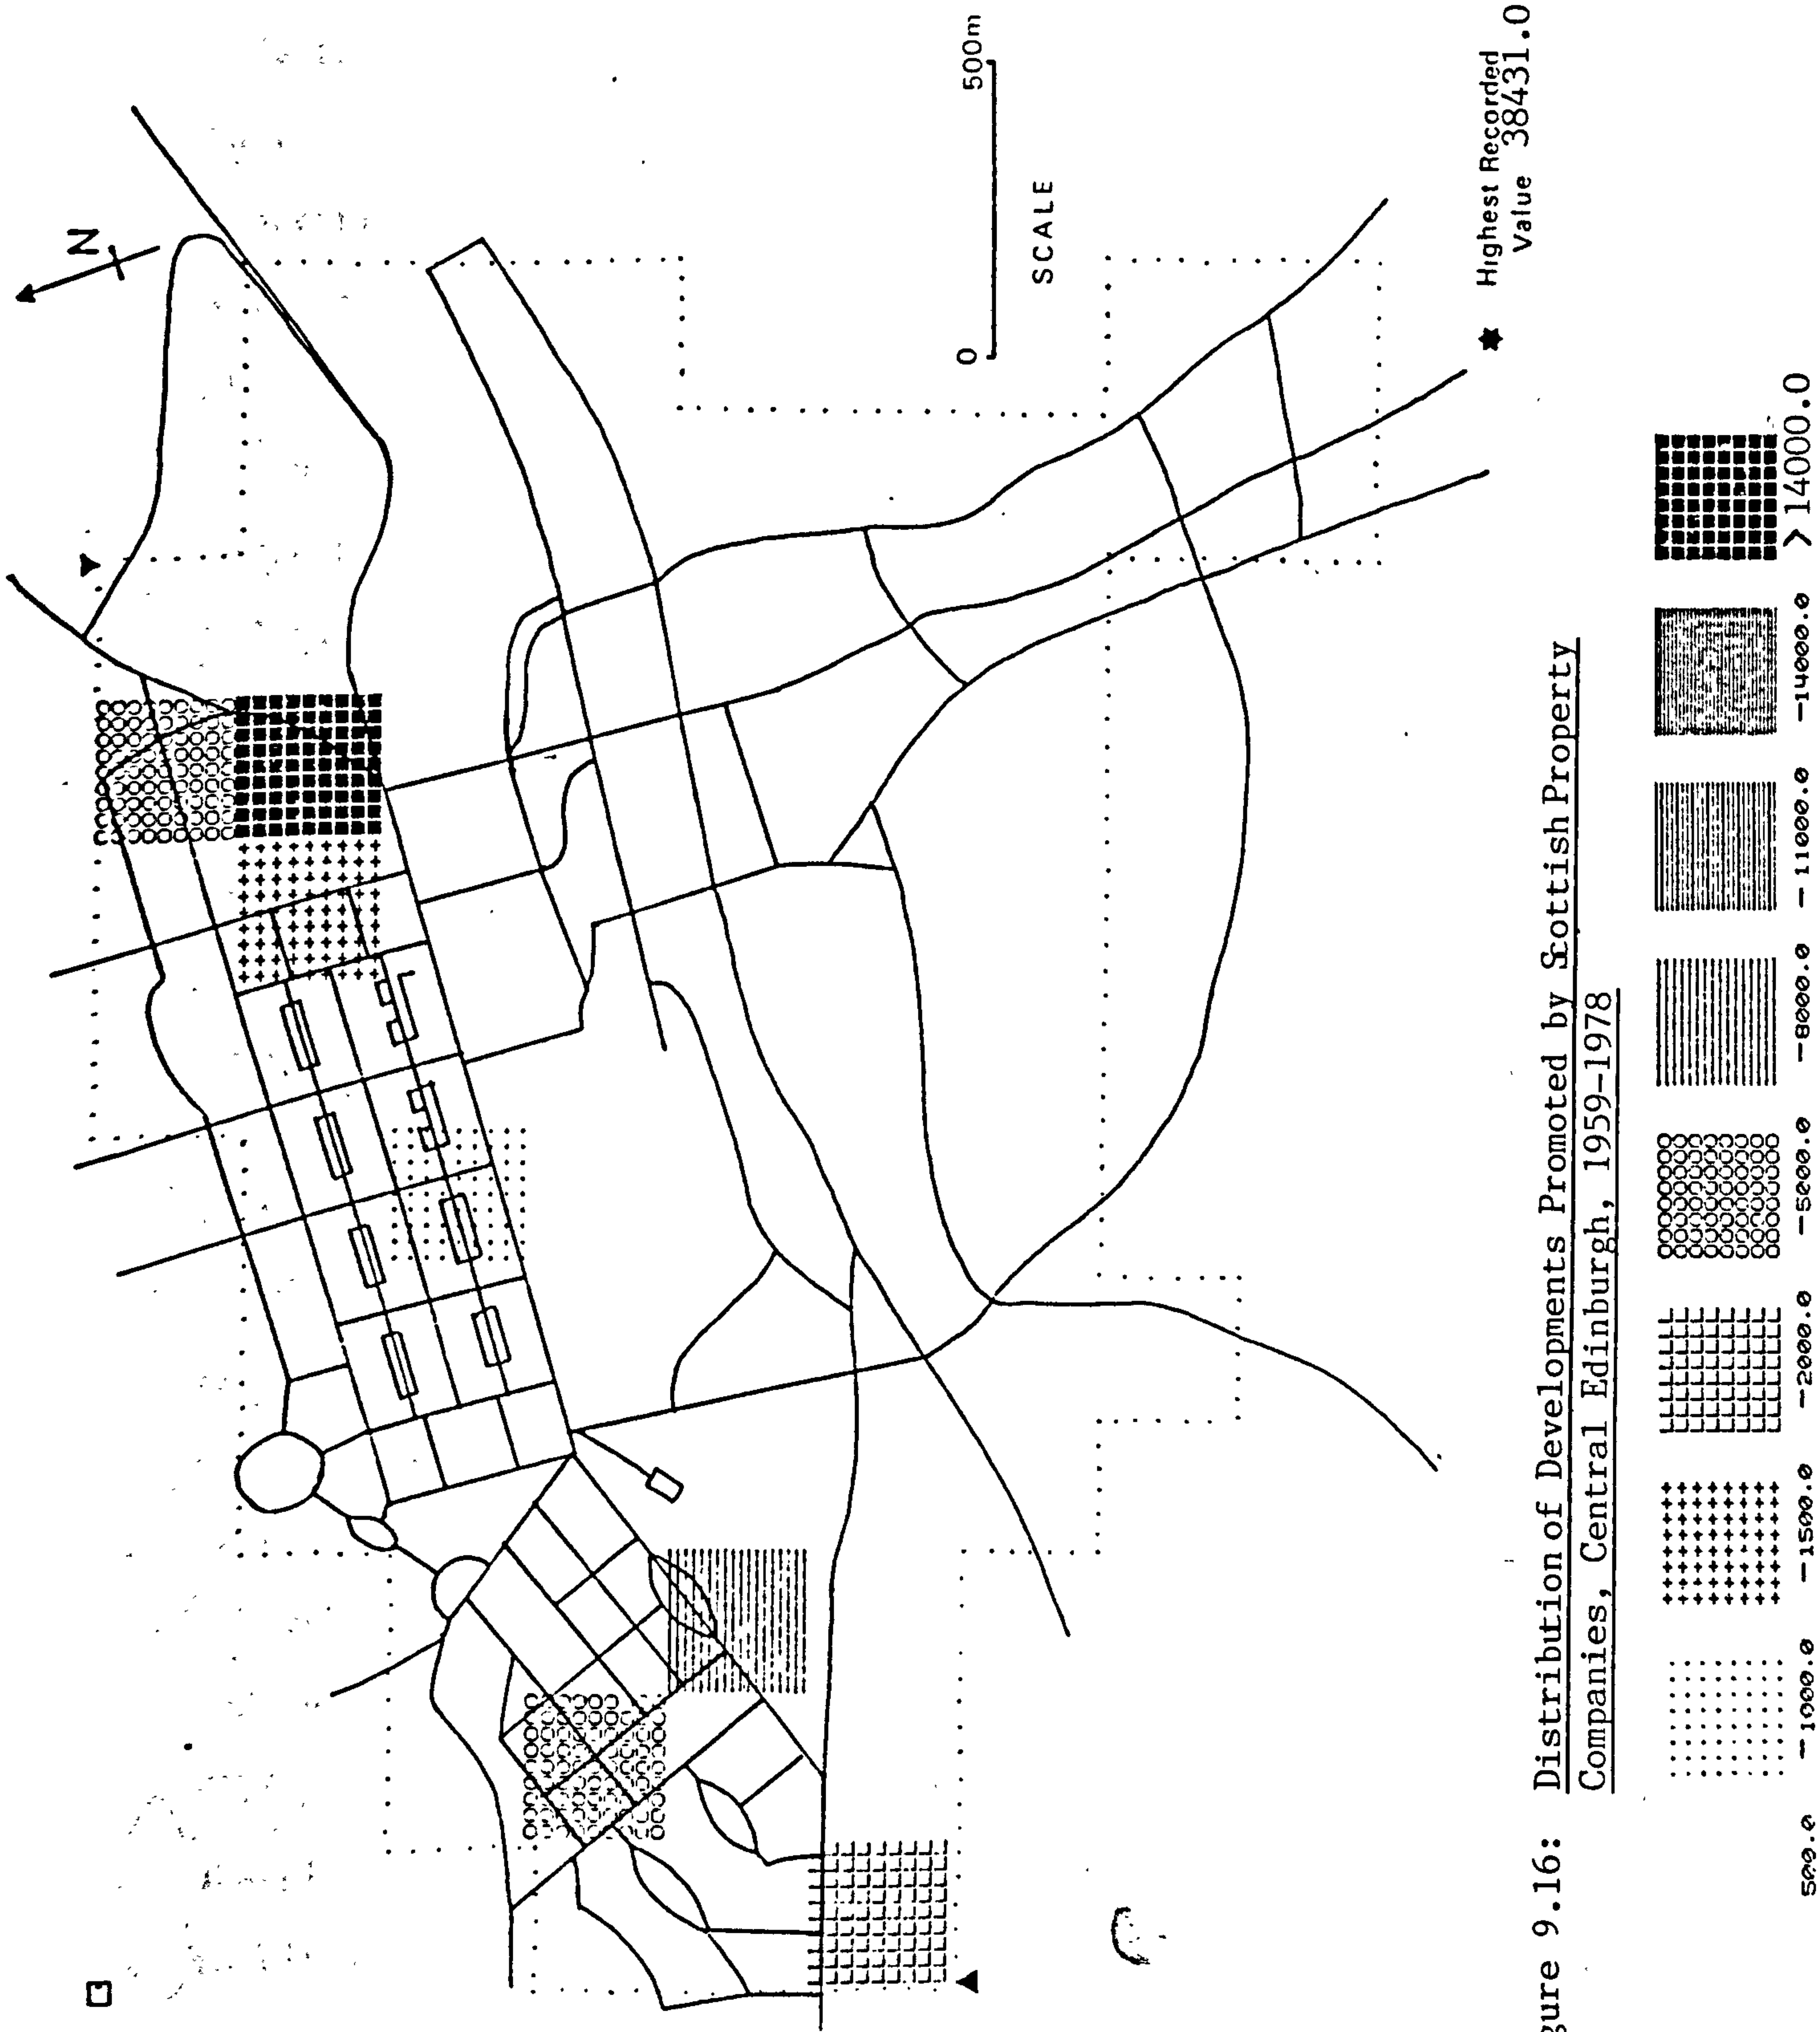 N
0 500m
SCALE
Highest Recorded
Value 38431.0
gure 9.16: Distribution of Developments Promoted by Scottish Property
Companies, Central Edinburgh, 1959-1978
500.0 -1000.0 -1500.0 -2000.0 -5000.0 -8000.0 -11000.0 -14000.0 >14000.0